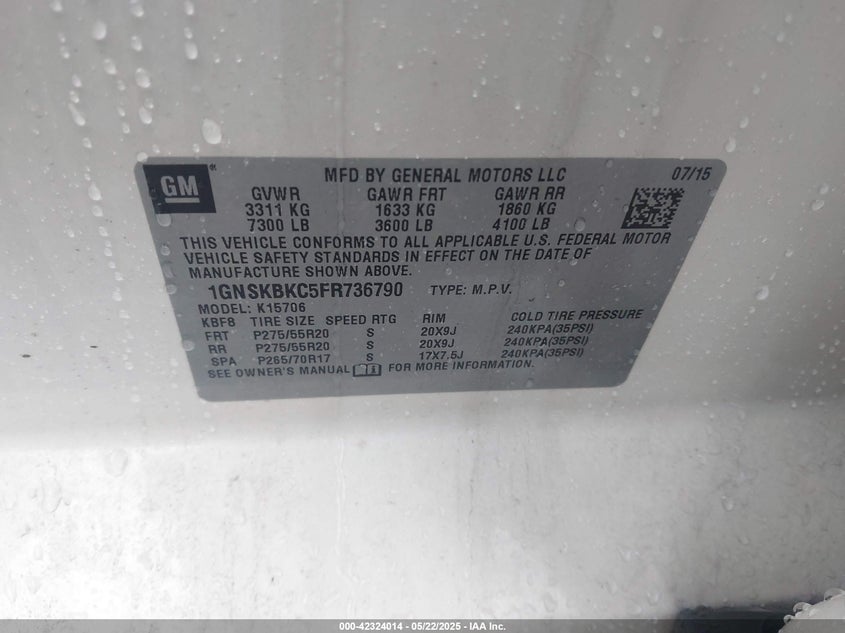 GM
MFD BY GENERAL MOTORS LLC 07/15
GVWR GAWR FRT GAWR RR
3311 KG 1633 KG 1860 KG
7300 LB 3600 LB 4100 LB
THIS VEHICLE CONFORMS TO ALL APPLICABLE U.S. FEDERAL MOTOR
VEHICLE SAFETY STANDARDS IN EFFECT ON THE DATE OF
MANUFACTURE SHOWN ABOVE.
1GNSKBKC5FR736790 TYPE: M.P.V.
MODEL: K15706
KBF8 TIRE SIZE SPEED RTG RIM COLD TIRE PRESSURE
FRT P275/55R20 S 20X9J 240KPA(35PSI)
RR P275/55R20 S 20X9J 240KPA(35PSI)
SPA P265/70R17 S 17X7.5J 240KPA(35PSI)
SEE OWNER'S MANUAL FOR MORE INFORMATION.
000-42324014 - 05/22/2025 - IAA Inc.